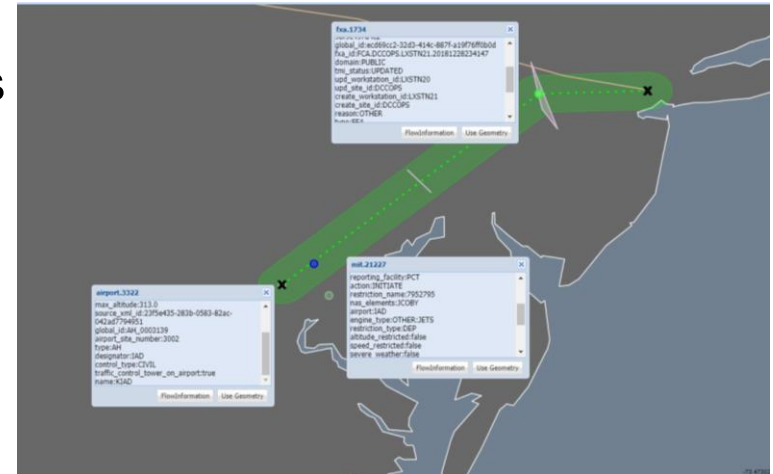 s
fxa.1734
global_id:ecd69cc2-32d3-414c-887f-a19f76ff0b0d
fxa_id:FCA.DCCOPS.LXSTN21.20181228234147
domain:PUBLIC
tmi_status:UPDATED
upd_workstation_id:LXSTN20
upd_site_id:DCCOPS
create_workstation_id:LXSTN21
create_site_id:DCCOPS
reason:OTHER
FlowInformation Use Geometry
mit.21227
reporting_facility:PCT
action:INITIATE
restriction_name:7952795
nas_elements:JCOBY
airport:IAD
engine_type:OTHER:JETS
restriction_type:DEP
altitude_restricted:false
speed_restricted:false
severe_weather:false
FlowInformation Use Geometry
airport.3322
max_altitude:313.0
source_xml_id:23f5e435-283b-0583-82ac-
042ad7794951
global_id:AH_0003139
airport_site_number:3002
type:AH
designator:IAD
control_type:CIVIL
traffic_control_tower_on_airport:true
name:KIAD
FlowInformation Use Geometry